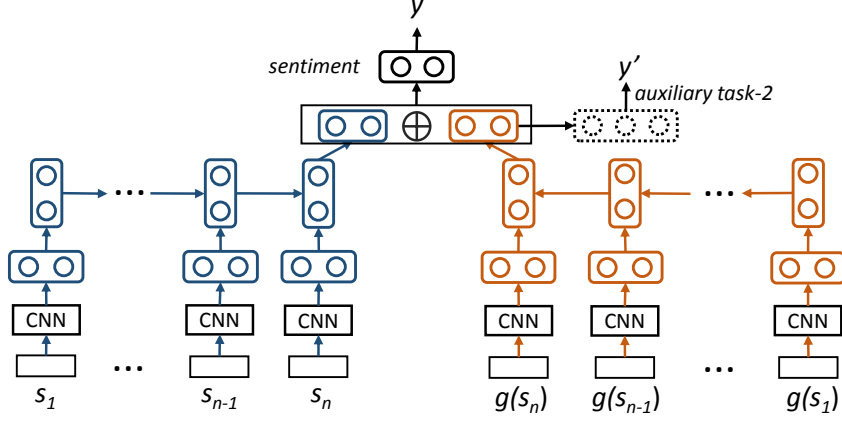 y
sentiment
y'
auxiliary task-2
... ...
CNN CNN CNN CNN CNN CNN
... ...
s1 sn-1 sn g(sn) g(sn-1) g(s1)